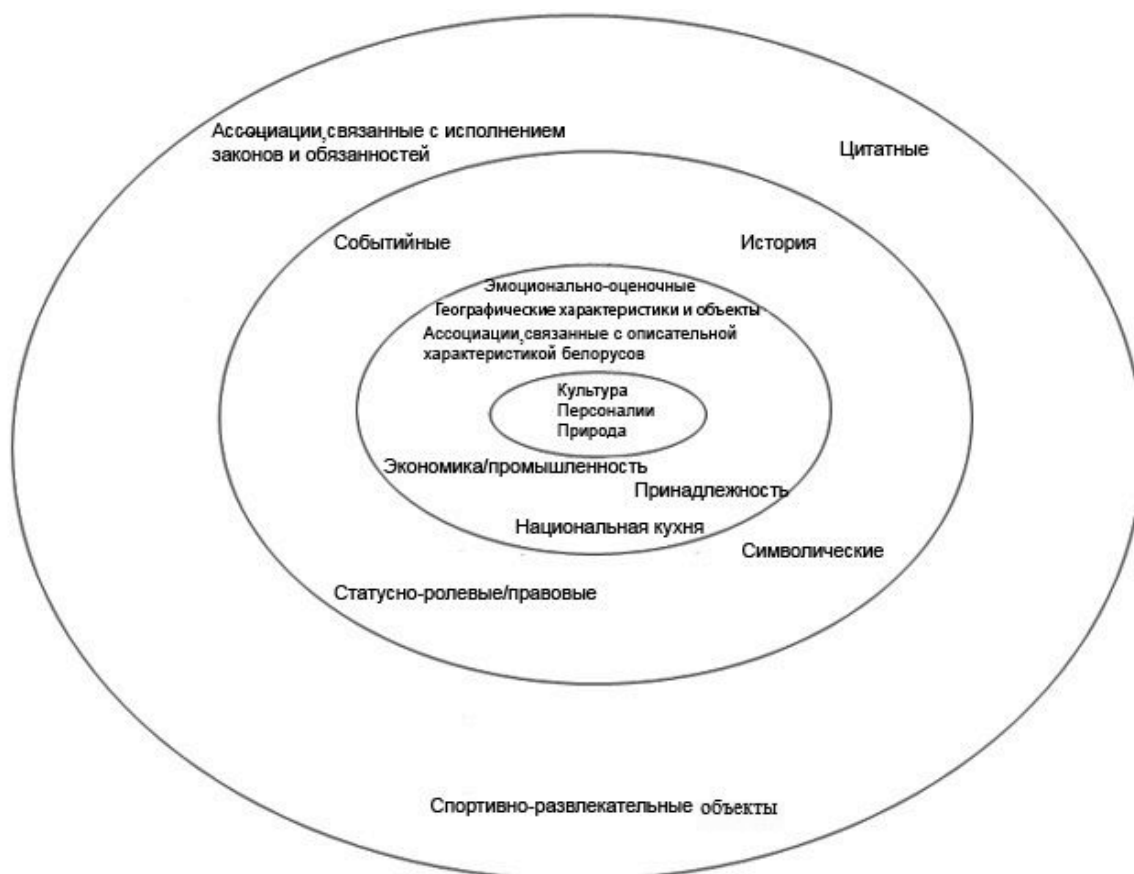 Ассоциации,связанные с исполнением
законов и обязанностей
Цитатные
Событийные
История
Эмоционально-оценочные
Географические характеристики и объекты
Ассоциации,связанные с описательной
характеристикой белорусов
Культура
Персоналии
Природа
Экономика/промышленность
Принадлежность
Национальная кухня
Символические
Статусно-ролевые/правовые
Спортивно-развлекательные объекты